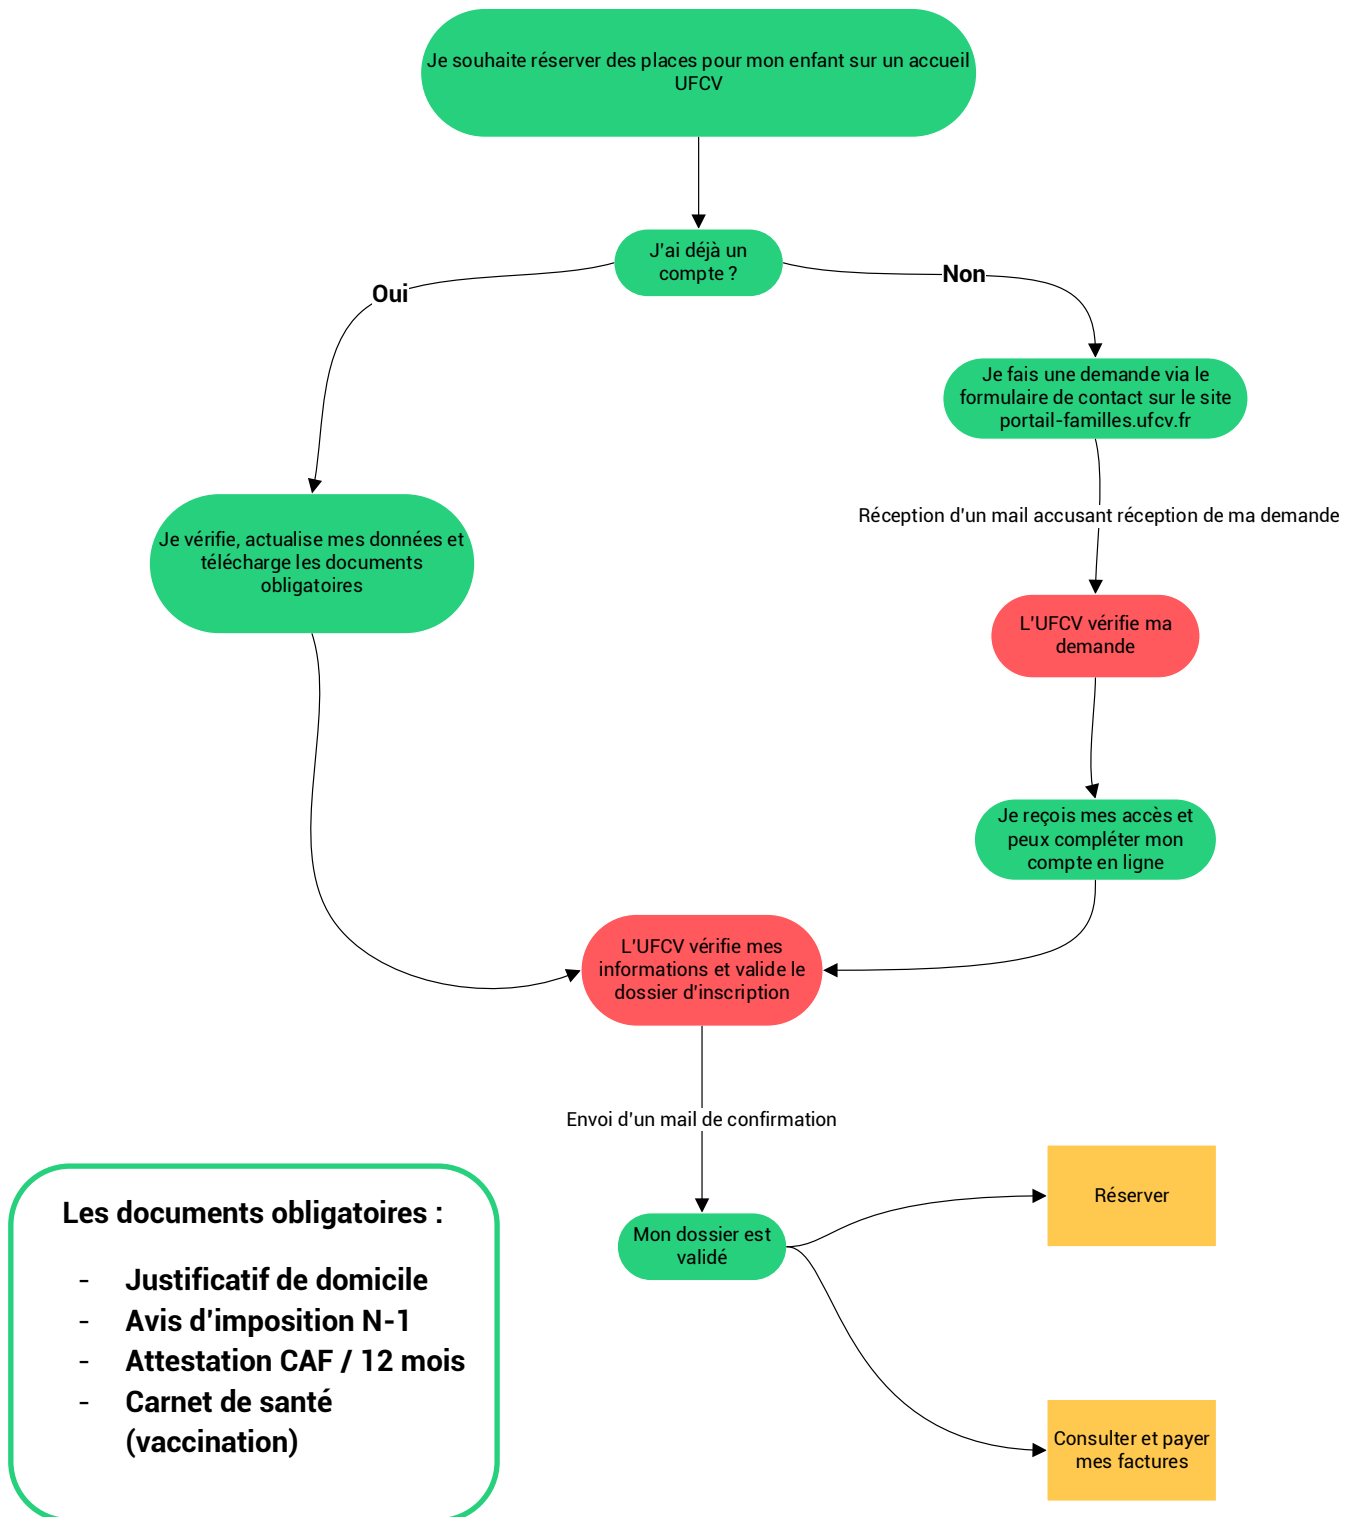 Je souhaite réserver des places pour mon enfant sur un accueil
UFCV
J'ai déjà un
compte ?
Oui
Non
Je fais une demande via le
formulaire de contact sur le site
portail-familles.ufcv.fr
Réception d'un mail accusant réception de ma demande
Je vérifie, actualise mes données et
télécharge les documents
obligatoires
L'UFCV vérifie ma
demande
Je reçois mes accès et
peux compléter mon
compte en ligne
L'UFCV vérifie mes
informations et valide le
dossier d'inscription
Envoi d'un mail de confirmation
Mon dossier est
validé
Réserver
Consulter et payer
mes factures
Les documents obligatoires :
- Justificatif de domicile
- Avis d'imposition N-1
- Attestation CAF / 12 mois
- Carnet de santé
(vaccination)